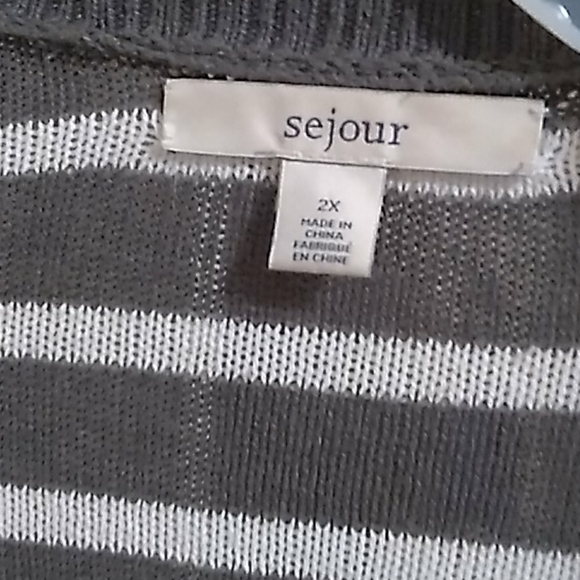 sejour
2X
MADE IN
CHINA
FABRIQUÉ
EN CHINE